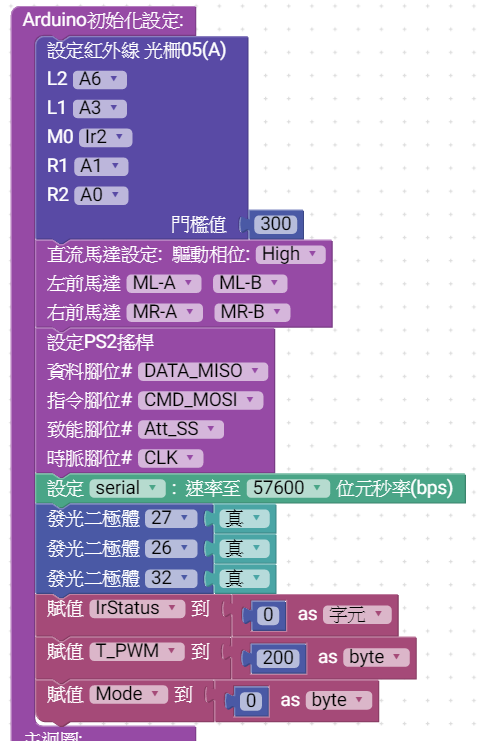 Arduino初始化設定:
設定紅外線 光柵05(A)
L2 A6
L1 A3
M0 Ir2
R1 A1
R2 A0
門檻值 300
直流馬達設定: 驅動相位: High
左前馬達 ML-A ML-B
右前馬達 MR-A MR-B
設定PS2搖桿
資料腳位# DATA_MISO
指令腳位# CMD_MOSI
致能腳位# Att_SS
時脈腳位# CLK
設定 serial : 速率至 57600 位元秒率(bps)
發光二極體 27 真
發光二極體 26 真
發光二極體 32 真
賦值 IrStatus 到 0 as 字元
賦值 T_PWM 到 200 as byte
賦值 Mode 到 0 as byte
主迴圈: